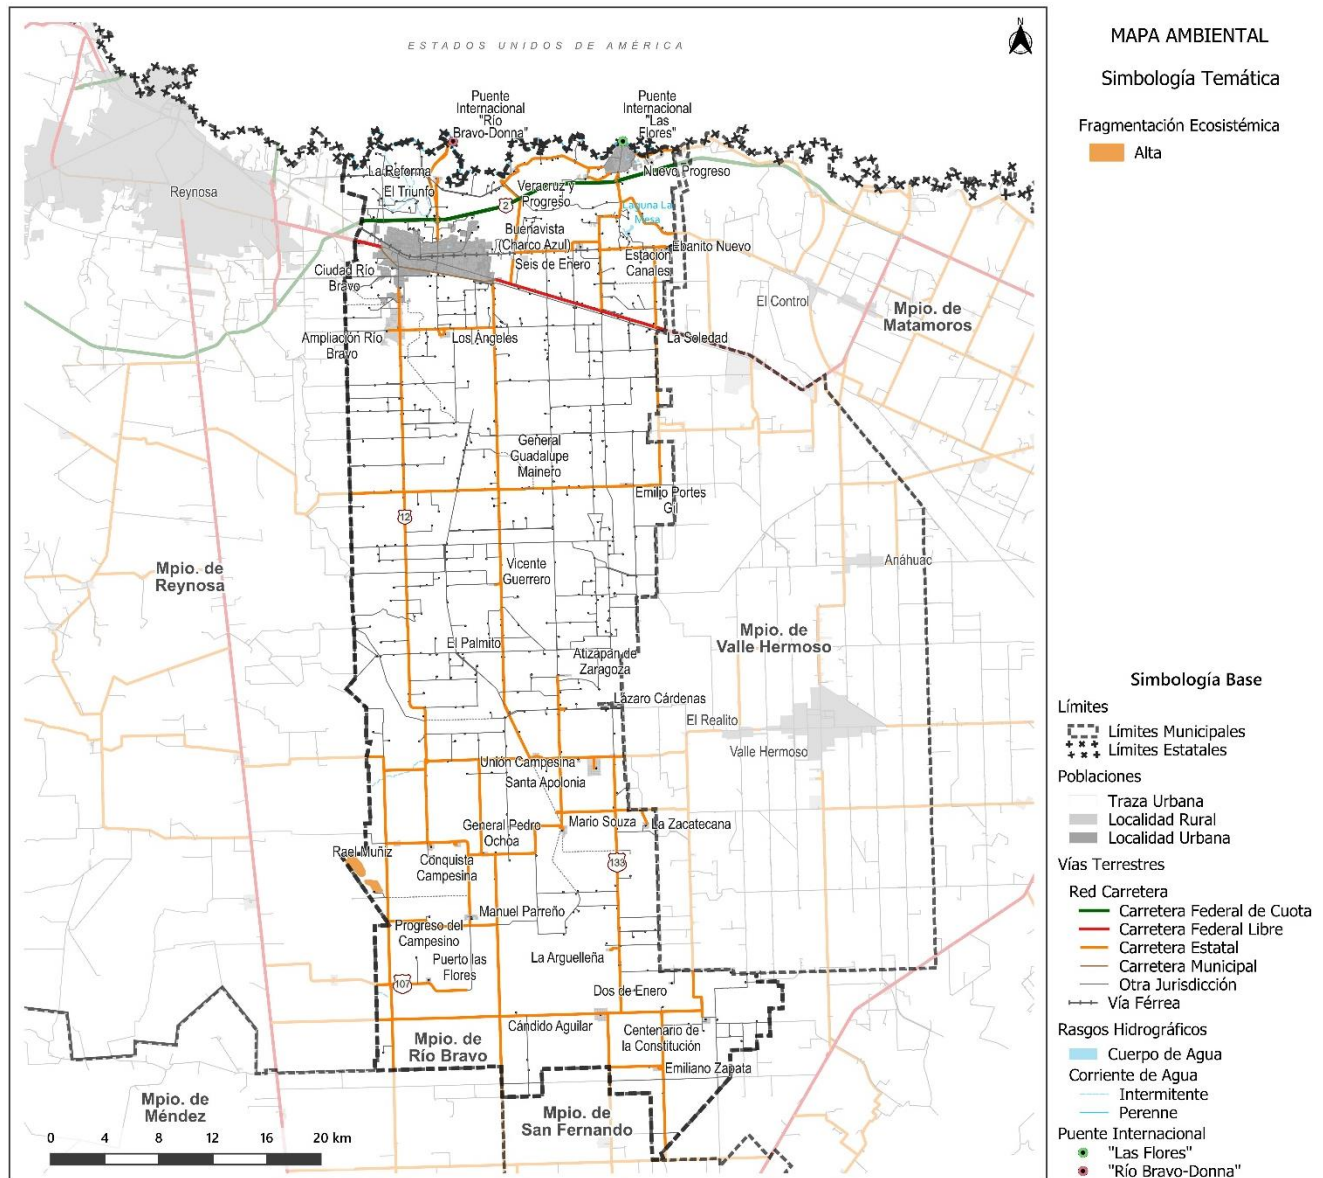 ESTADOS UNIDOS DE AMÉRICA
N
Puente
Internacional
"Río
Bravo-Donna"
Puente
Internacional
"Las
Flores"
La Reforma
El Triunfo
Reynosa
2
Veracruz y
Progreso
Nuevo Progreso
Laguna La
Mesa
Buenavista
(Charco Azul)
Seis de Enero
Ebanito Nuevo
Estación
Canales
Ciudad Río
Bravo
El Control
Mpio. de
Matamoros
Ampliación Río
Bravo
Los Ángeles
La Soledad
General
Guadalupe
Mainero
Emilio Portes
Gil
12
Mpio. de
Reynosa
Vicente
Guerrero
Anáhuac
El Palmito
Mpio. de
Valle Hermoso
Atizapán de
Zaragoza
Lázaro Cárdenas
El Realito
Valle Hermoso
Unión Campesina
Santa Apolonia
General Pedro
Ochoa
Mario Souza
La Zacatecana
Rael Muñiz
Conquista
Campesina
133
Manuel Parreño
Progreso del
Campesino
Puerto las
Flores
La Arguelleña
107
Dos de Enero
Cándido Aguilar
Centenario de
la Constitución
Mpio. de
Río Bravo
Emiliano Zapata
Mpio. de
Méndez
Mpio. de
San Fernando
0 4 8 12 16 20 km
MAPA AMBIENTAL
Simbología Temática
Fragmentación Ecosistémica
Alta
Simbología Base
Límites
Límites Municipales
Límites Estatales
Poblaciones
Traza Urbana
Localidad Rural
Localidad Urbana
Vías Terrestres
Red Carretera
Carretera Federal de Cuota
Carretera Federal Libre
Carretera Estatal
Carretera Municipal
Otra Jurisdicción
Vía Férrea
Rasgos Hidrográficos
Cuerpo de Agua
Corriente de Agua
Intermitente
Perenne
Puente Internacional
"Las Flores"
"Río Bravo-Donna"